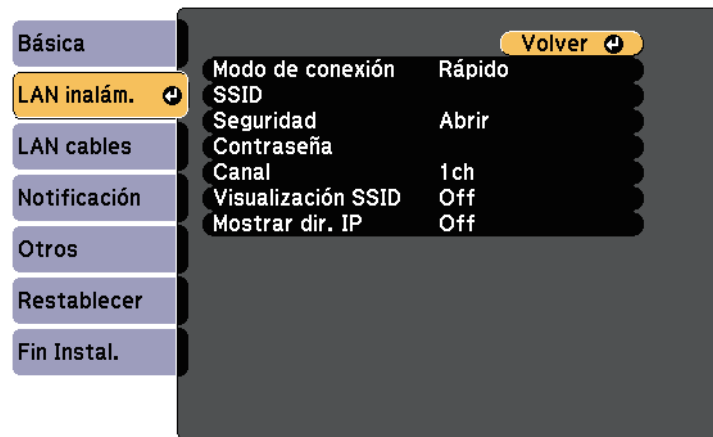 Básica
LAN inalám.
LAN cables
Notificación
Otros
Restablecer
Fin Instal.
Volver
Modo de conexión Rápido
SSID
Seguridad Abrir
Contraseña
Canal 1ch
Visualización SSID Off
Mostrar dir. IP Off